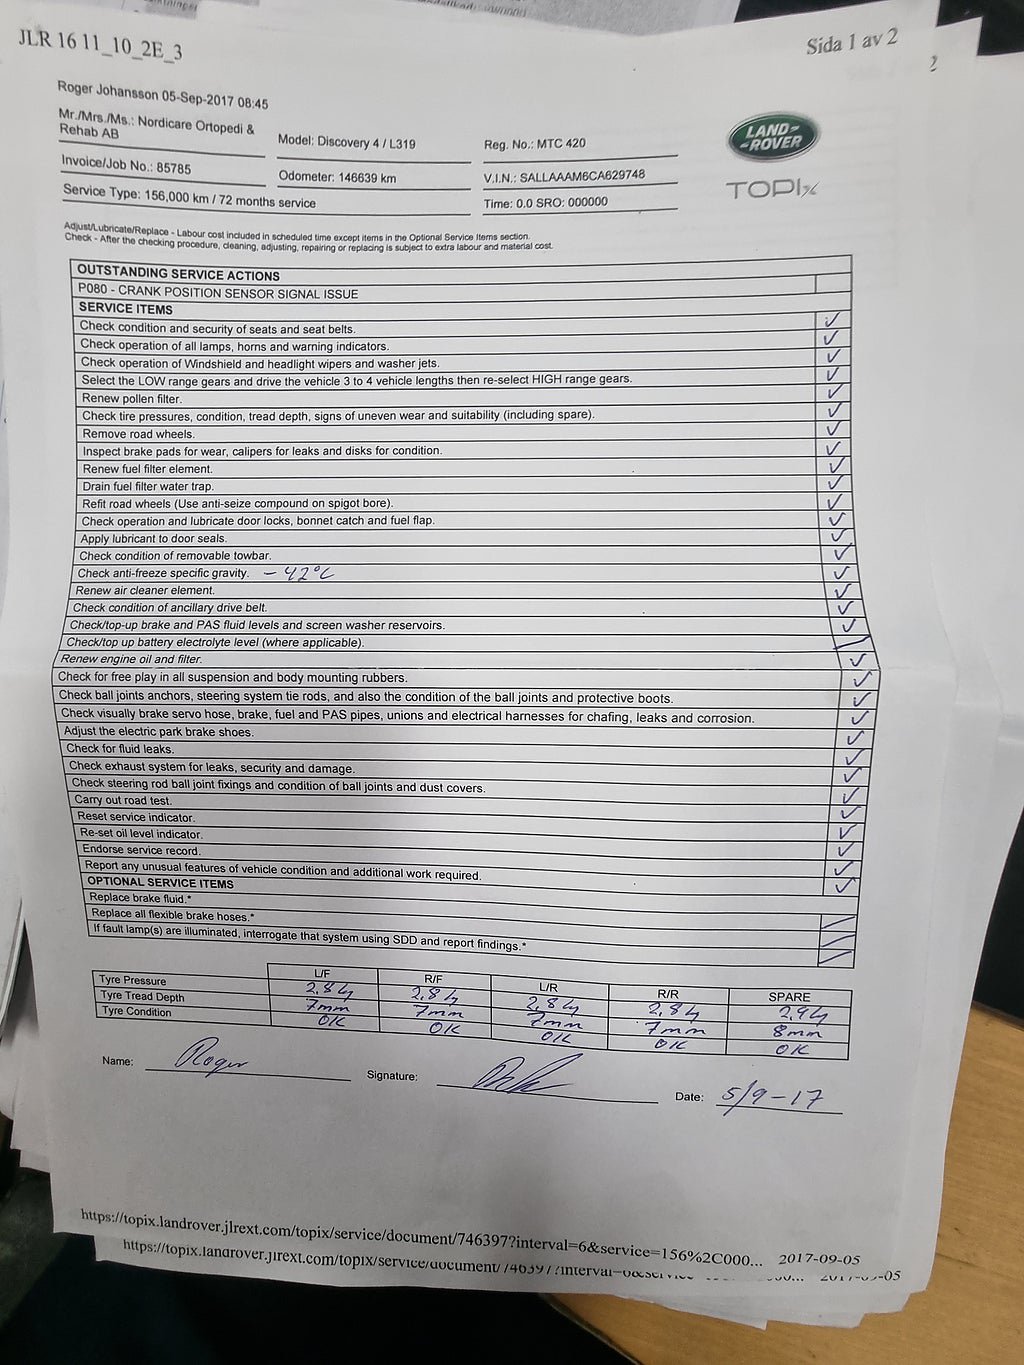 JLR 16 11_10_2E_3
Sida 1 av 2
2
Roger Johansson 05-Sep-2017 08:45
Mr./Mrs./Ms.: Nordicare Ortopedi &
Rehab AB
Model: Discovery 4 / L319
Reg. No.: MTC 420
LAND-
-ROVER
Invoice/Job No.: 85785
Odometer: 146639 km
V.I.N.: SALLAAAM6CA629748
TOPIx
Service Type: 156,000 km / 72 months service
Time: 0.0 SRO: 000000
Adjust/Lubricate/Replace - Labour cost included in scheduled time except items in the Optional Service Items section.
Check - After the checking procedure, cleaning, adjusting, repairing or replacing is subject to extra labour and material cost.
OUTSTANDING SERVICE ACTIONS
P080 - CRANK POSITION SENSOR SIGNAL ISSUE
SERVICE ITEMS
Check condition and security of seats and seat belts. ✓
Check operation of all lamps, horns and warning indicators. ✓
Check operation of Windshield and headlight wipers and washer jets. ✓
Select the LOW range gears and drive the vehicle 3 to 4 vehicle lengths then re-select HIGH range gears. ✓
Renew pollen filter. ✓
Check tire pressures, condition, tread depth, signs of uneven wear and suitability (including spare). ✓
Remove road wheels. ✓
Inspect brake pads for wear, calipers for leaks and disks for condition. ✓
Renew fuel filter element. ✓
Drain fuel filter water trap. ✓
Refit road wheels (Use anti-seize compound on spigot bore). ✓
Check operation and lubricate door locks, bonnet catch and fuel flap. ✓
Apply lubricant to door seals. ✓
Check condition of removable towbar. ✓
Check anti-freeze specific gravity. -42°C ✓
Renew air cleaner element. ✓
Check condition of ancillary drive belt. ✓
Check/top-up brake and PAS fluid levels and screen washer reservoirs. ✓
Check/top up battery electrolyte level (where applicable).
Renew engine oil and filter. ✓
Check for free play in all suspension and body mounting rubbers. ✓
Check ball joints anchors, steering system tie rods, and also the condition of the ball joints and protective boots. ✓
Check visually brake servo hose, brake, fuel and PAS pipes, unions and electrical harnesses for chafing, leaks and corrosion. ✓
Adjust the electric park brake shoes. ✓
Check for fluid leaks. ✓
Check exhaust system for leaks, security and damage. ✓
Check steering rod ball joint fixings and condition of ball joints and dust covers. ✓
Carry out road test. ✓
Reset service indicator. ✓
Re-set oil level indicator. ✓
Endorse service record. ✓
Report any unusual features of vehicle condition and additional work required. ✓
OPTIONAL SERVICE ITEMS
Replace brake fluid.*
Replace all flexible brake hoses.*
If fault lamp(s) are illuminated, interrogate that system using SDD and report findings.*
L/F R/F L/R R/R SPARE
Tyre Pressure 2,8 2,8 2,8 2,8 2,9
Tyre Tread Depth 7mm 7mm 7mm 7mm 8mm
Tyre Condition OK OK OK OK OK
Name: Roger
Signature:
Date: 5/9-17
https://topix.landrover.jlrext.com/topix/service/document/746397?interval=6&service=156%2C000... 2017-09-05
https://topix.landrover.jlrext.com/topix/service/document/746397?interval=6&service